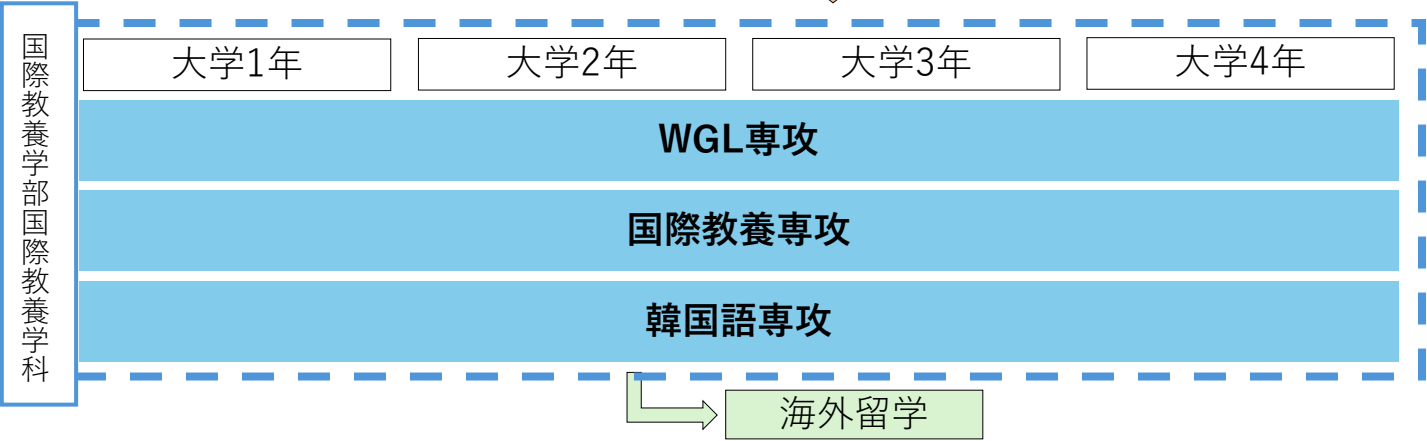 国際教養学部国際教養学科
大学1年
大学2年
大学3年
大学4年
WGL専攻
国際教養専攻
韓国語専攻
海外留学